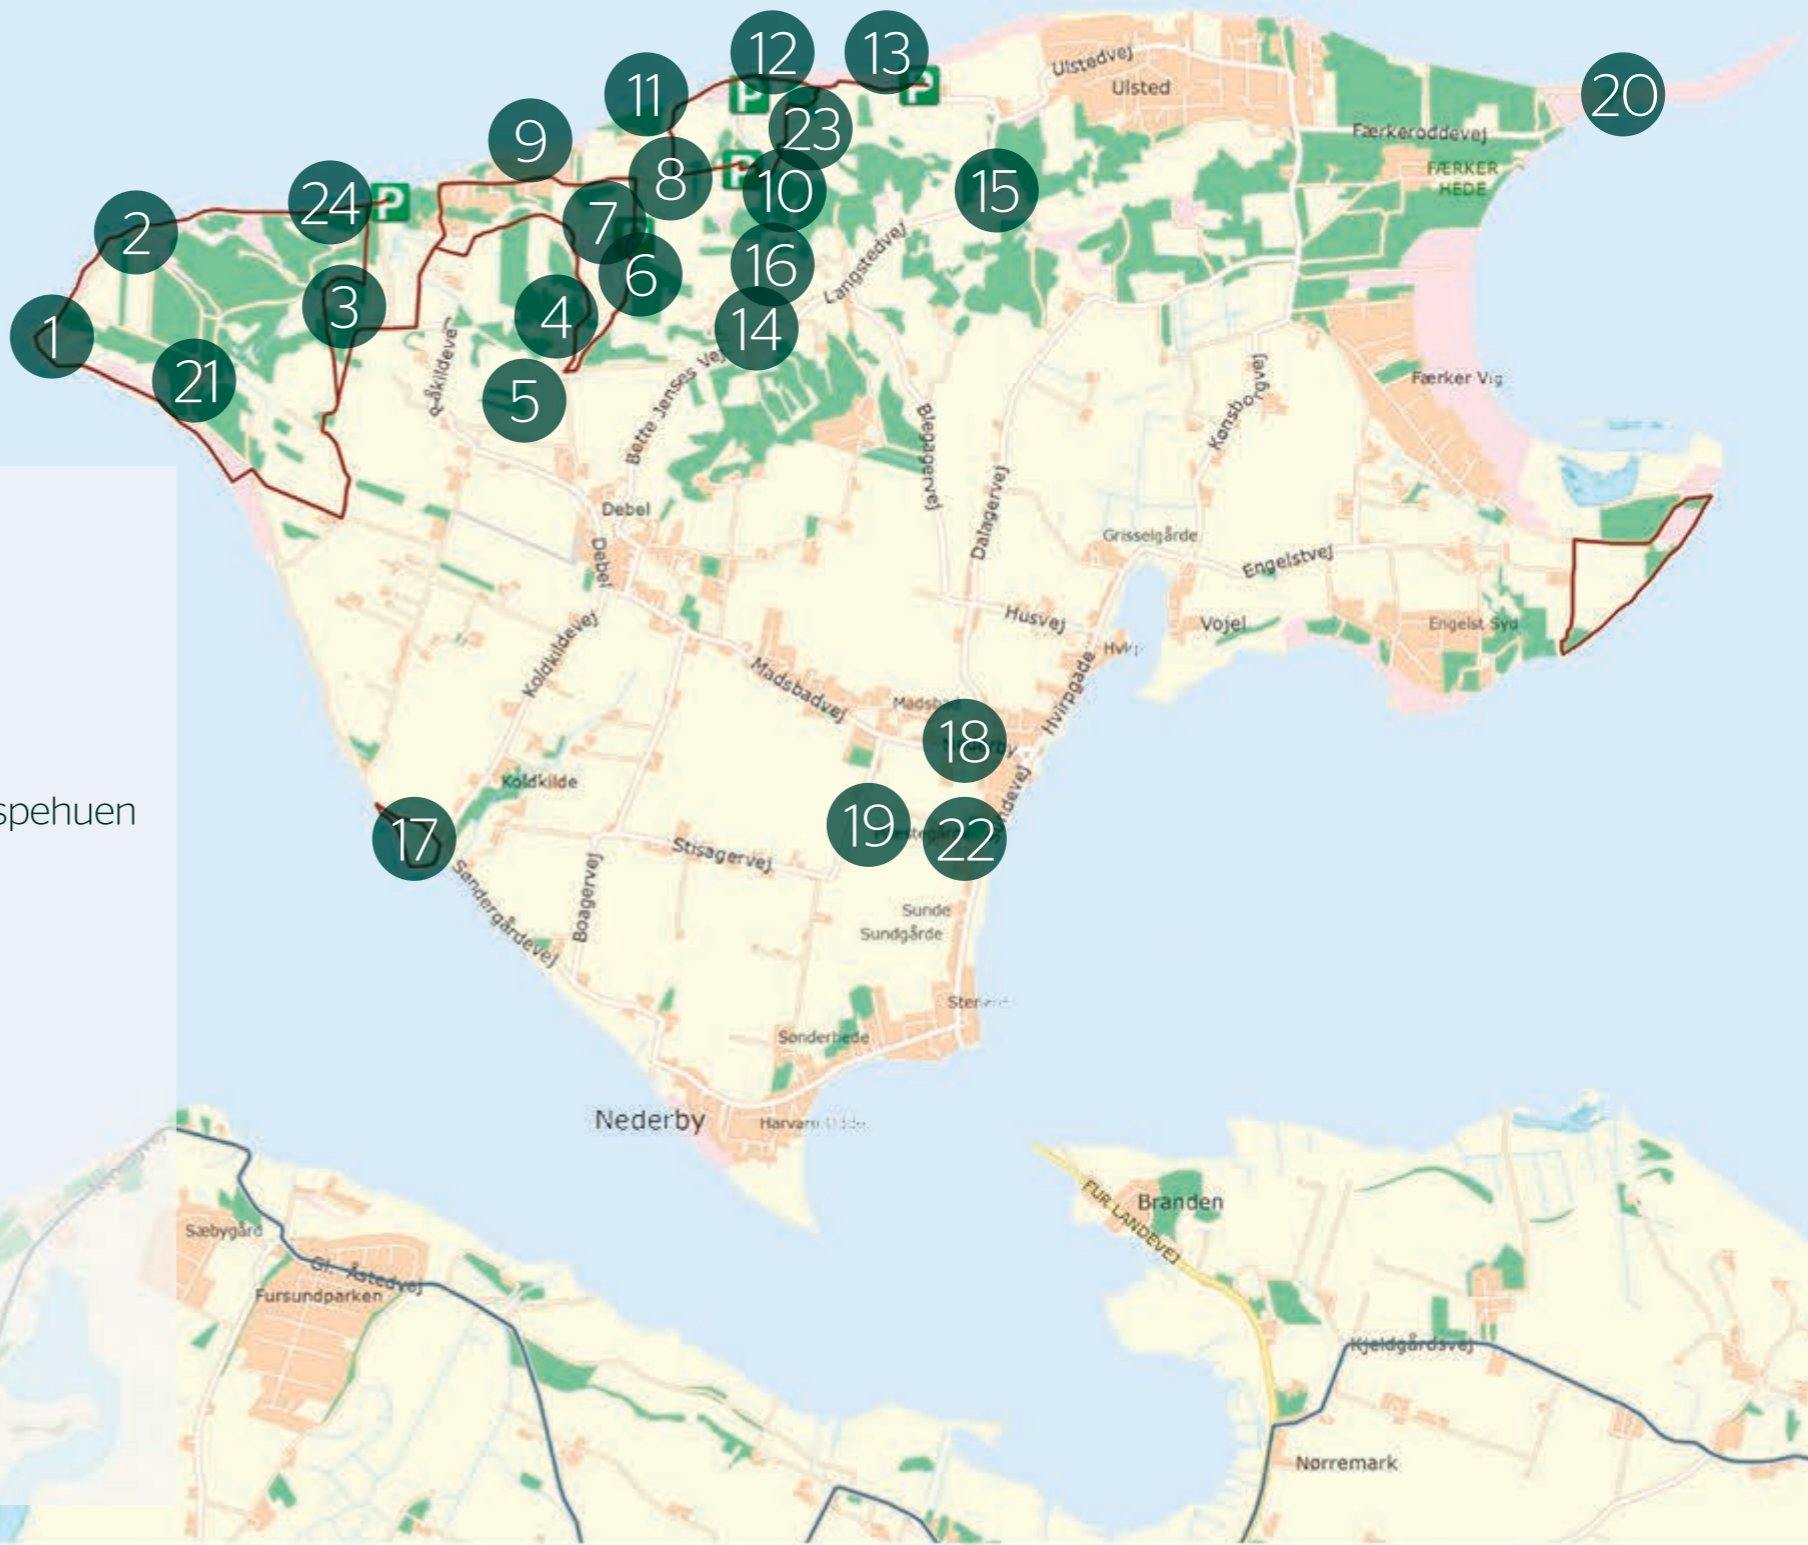 12
13
Ulstedvej
Ulsted
11
P
P
20
9
23
Færkeroddevej
8
P
10
FÆRKER
HEDE
15
24
P
2
7
6
16
Langstedvej
3
4
14
1
21
5
Bette Jenses Vej
Færker Vig
Kønsborgvej
Blegagervej
Debel
Debel
Dalagervej
Grisselgårde
Engelstvej
Husvej
Vojel
Engelst Syd
Koldkildevej
Madsbadvej
Hvirpgade
Madsbad
18
Koldkilde
spehuen
17
19
22
Stisagervej
Søndergårdevej
Boagervej
Sunde
Sundgårde
Sonderhede
Nederby
Branden
FUR LANDEVEJ
Sæbygård
Gl. Åstedvej
Fursundparken
Kjeldgårdsvej
Nørremark